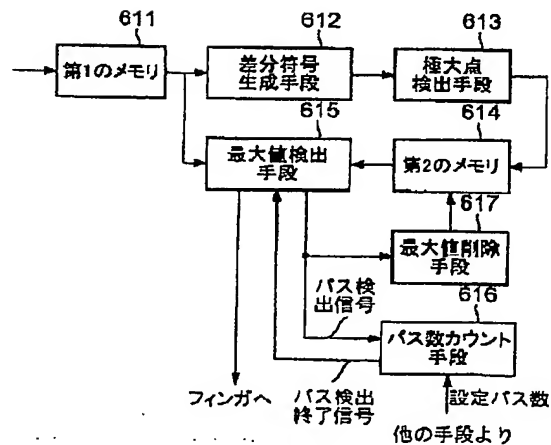 611
第1のメモリ
612
差分符号
生成手段
613
極大点
検出手段
615
最大値検出
手段
614
第2のメモリ
617
最大値削除
手段
616
パス数カウント
手段
パス検
出信号
パス検出
終了信号
フィンガへ
設定パス数
他の手段より